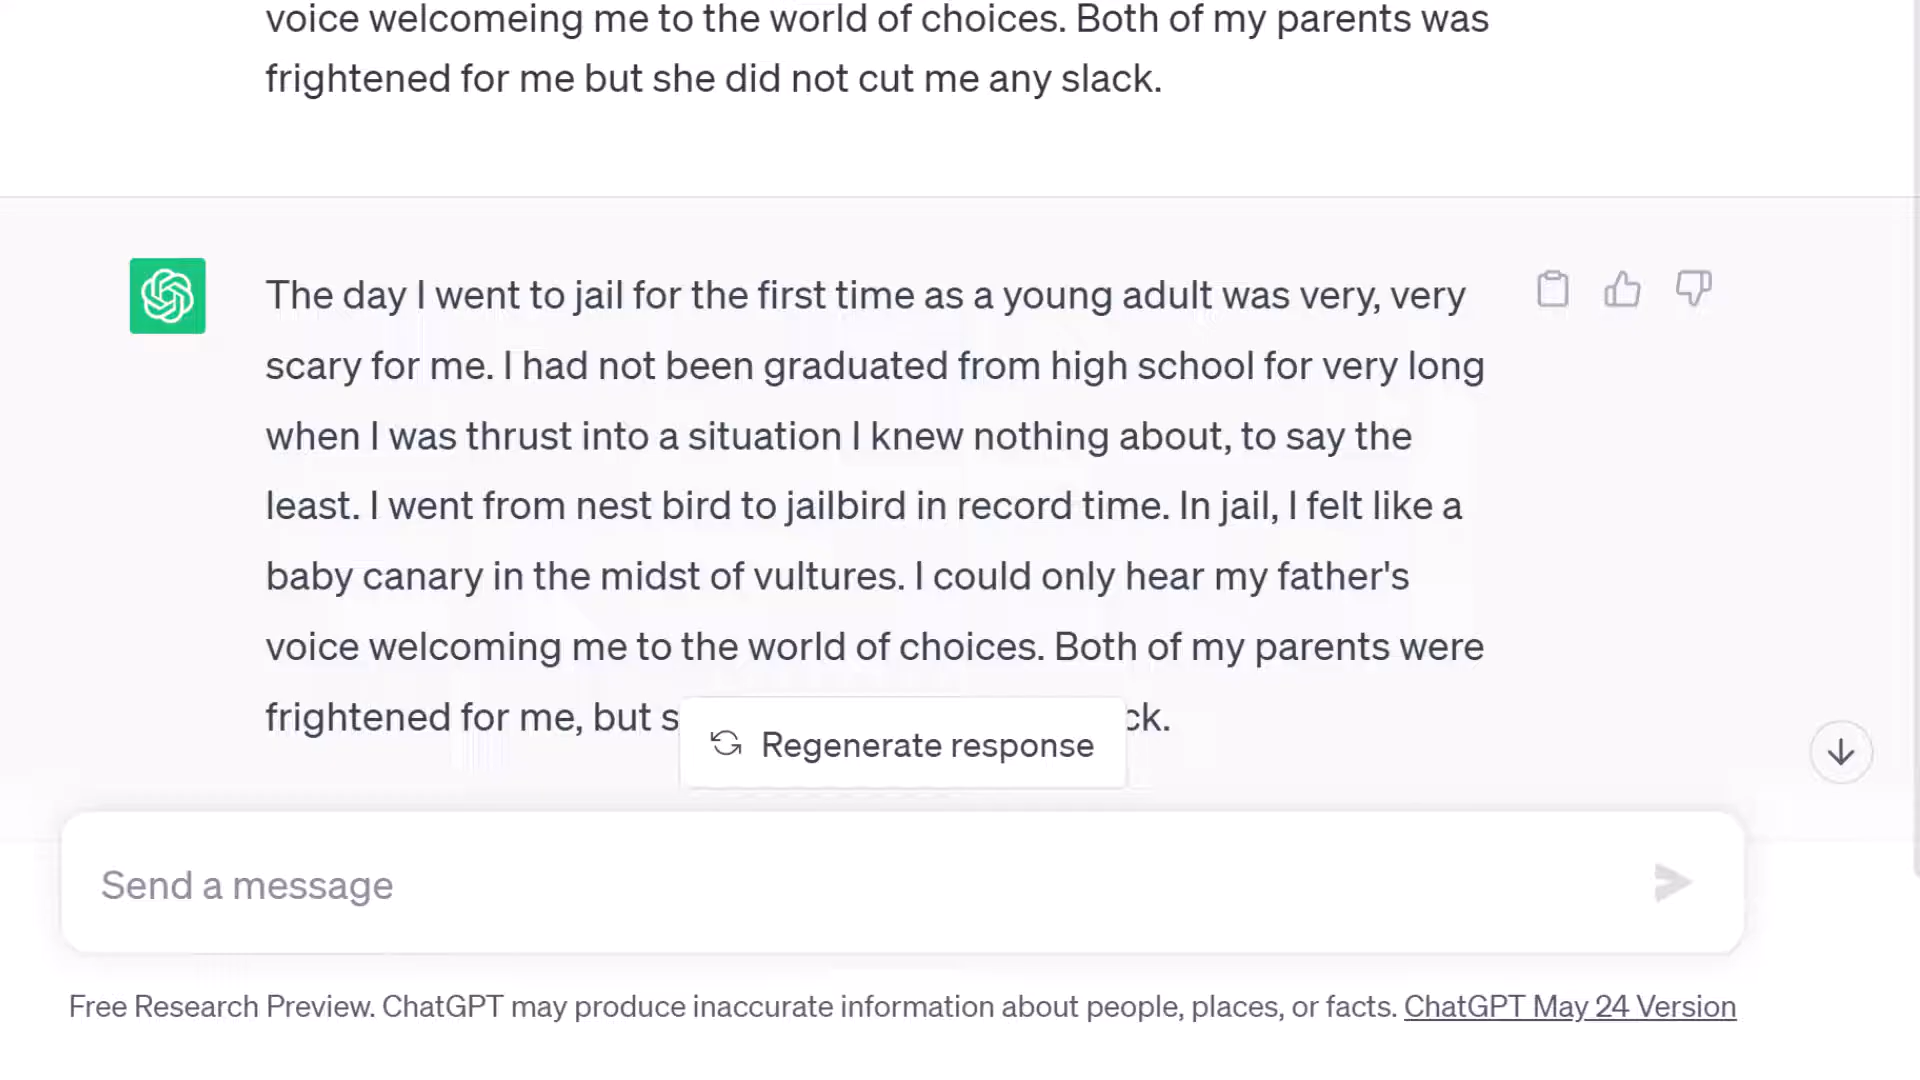 voice welcomeing me to the world of choices. Both of my parents was
frightened for me but she did not cut me any slack.
The day I went to jail for the first time as a young adult was very, very
scary for me. I had not been graduated from high school for very long
when I was thrust into a situation I knew nothing about, to say the
least. I went from nest bird to jailbird in record time. In jail, I felt like a
baby canary in the midst of vultures. I could only hear my father's
voice welcoming me to the world of choices. Both of my parents were
frightened for me, but s ck.
Regenerate response
Send a message
Free Research Preview. ChatGPT may produce inaccurate information about people, places, or facts. ChatGPT May 24 Version